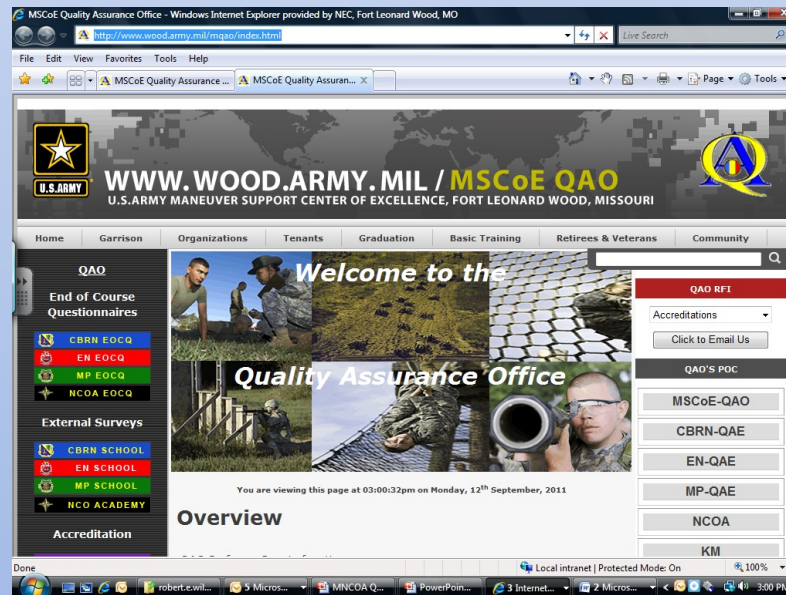 MSCoE Quality Assurance Office - Windows Internet Explorer provided by NEC, Fort Leonard Wood, MO
http://www.wood.army.mil/mqao/index.html
Live Search
File Edit View Favorites Tools Help
MSCoE Quality Assurance ... MSCoE Quality Assuran... X
Page Tools
U.S.ARMY
WWW.WOOD.ARMY.MIL / MSCoE QAO
U.S.ARMY MANEUVER SUPPORT CENTER OF EXCELLENCE, FORT LEONARD WOOD, MISSOURI
Home Garrison Organizations Tenants Graduation Basic Training Retirees & Veterans Community
QAO
End of Course
Questionnaires
CBRN EOCQ
EN EOCQ
MP EOCQ
NCOA EOCQ
External Surveys
CBRN SCHOOL
EN SCHOOL
MP SCHOOL
NCO ACADEMY
Accreditation
Welcome to the
Quality Assurance Office
You are viewing this page at 03:00:32pm on Monday, 12th September, 2011
Overview
QAO RFI
Accreditations
Click to Email Us
QAO'S POC
MSCoE-QAO
CBRN-QAE
EN-QAE
MP-QAE
NCOA
KM
Done
Local intranet | Protected Mode: On
100%
robert.e.wil... 5 Micros... MNCOA Q... PowerPoin... 3 Internet... 2 Micros... 3:00 PM